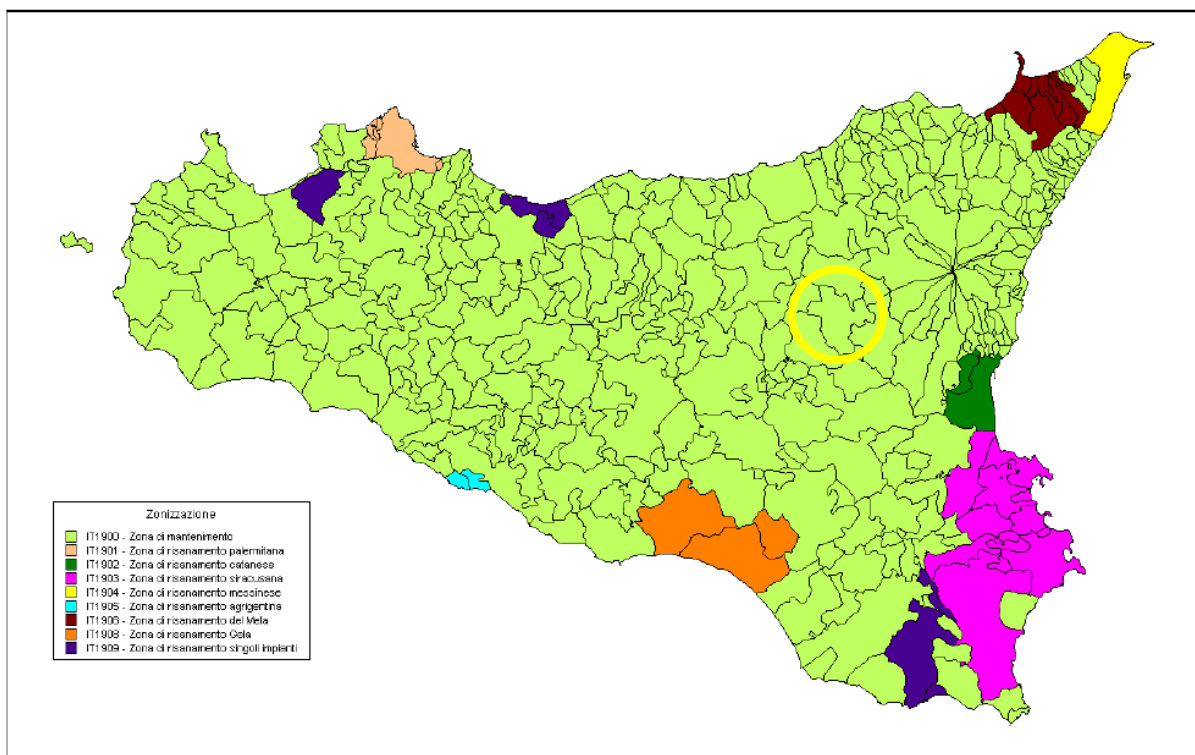 Zonizzazione
IT1900 - Zona di mantenimento
IT1901 - Zona di risanamento palermitana
IT1902 - Zona di risanamento catanese
IT1903 - Zona di risanamento siracusana
IT1904 - Zona di risanamento messinese
IT1905 - Zona di risanamento agrigentina
IT1906 - Zona di risanamento del Mela
IT1908 - Zona di risanamento Gela
IT1909 - Zona di risanamento singoli impianti